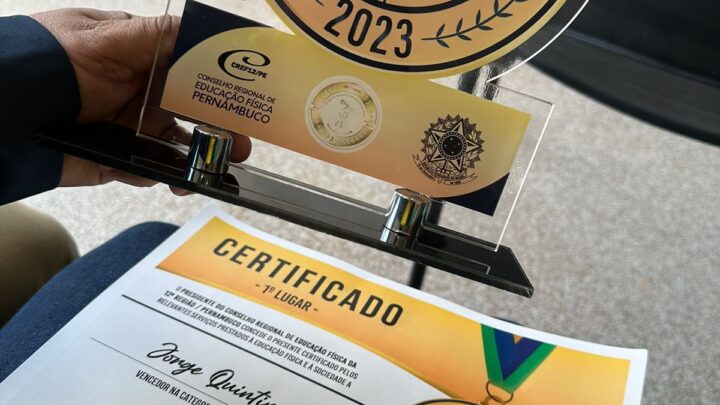 2023
CREF12/PE
CONSELHO REGIONAL DE
EDUCAÇÃO FÍSICA
PERNAMBUCO
CERTIFICADO
- 1º LUGAR -
O PRESIDENTE DO CONSELHO REGIONAL DE EDUCAÇÃO FÍSICA DA
12ª REGIÃO / PERNAMBUCO CONCEDE O PRESENTE CERTIFICADO PELOS
RELEVANTES SERVIÇOS PRESTADOS À EDUCAÇÃO FÍSICA E A SOCIEDADE A
Jorge
VENCEDOR NA